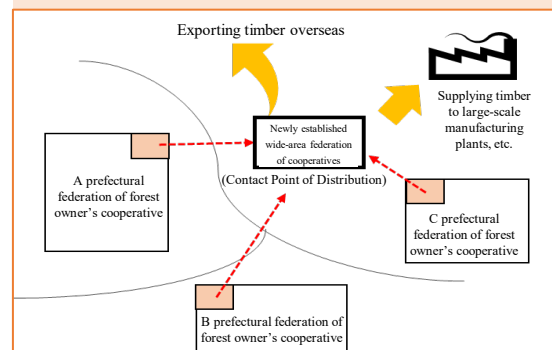 Exporting timber overseas
Supplying timber
to large-scale
manufacturing
plants, etc.
Newly established
wide-area federation
of cooperatives
(Contact Point of Distribution)
A prefectural
federation of forest
owner's cooperative
C prefectural
federation of forest
owner's cooperative
B prefectural federation of
forest owner's cooperative